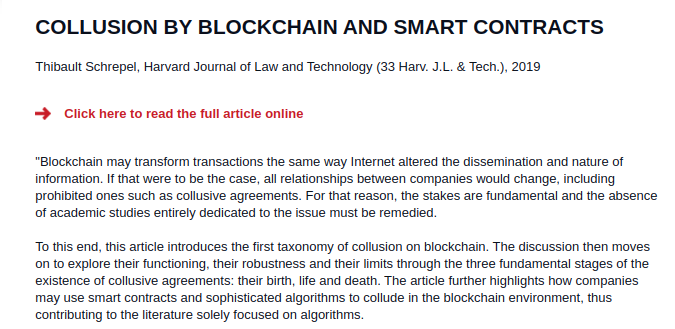 COLLUSION BY BLOCKCHAIN AND SMART CONTRACTS
Thibault Schrepel, Harvard Journal of Law and Technology (33 Harv. J.L. & Tech.), 2019
Click here to read the full article online
"Blockchain may transform transactions the same way Internet altered the dissemination and nature of
information. If that were to be the case, all relationships between companies would change, including
prohibited ones such as collusive agreements. For that reason, the stakes are fundamental and the absence
of academic studies entirely dedicated to the issue must be remedied.
To this end, this article introduces the first taxonomy of collusion on blockchain. The discussion then moves
on to explore their functioning, their robustness and their limits through the three fundamental stages of the
existence of collusive agreements: their birth, life and death. The article further highlights how companies
may use smart contracts and sophisticated algorithms to collude in the blockchain environment, thus
contributing to the literature solely focused on algorithms.